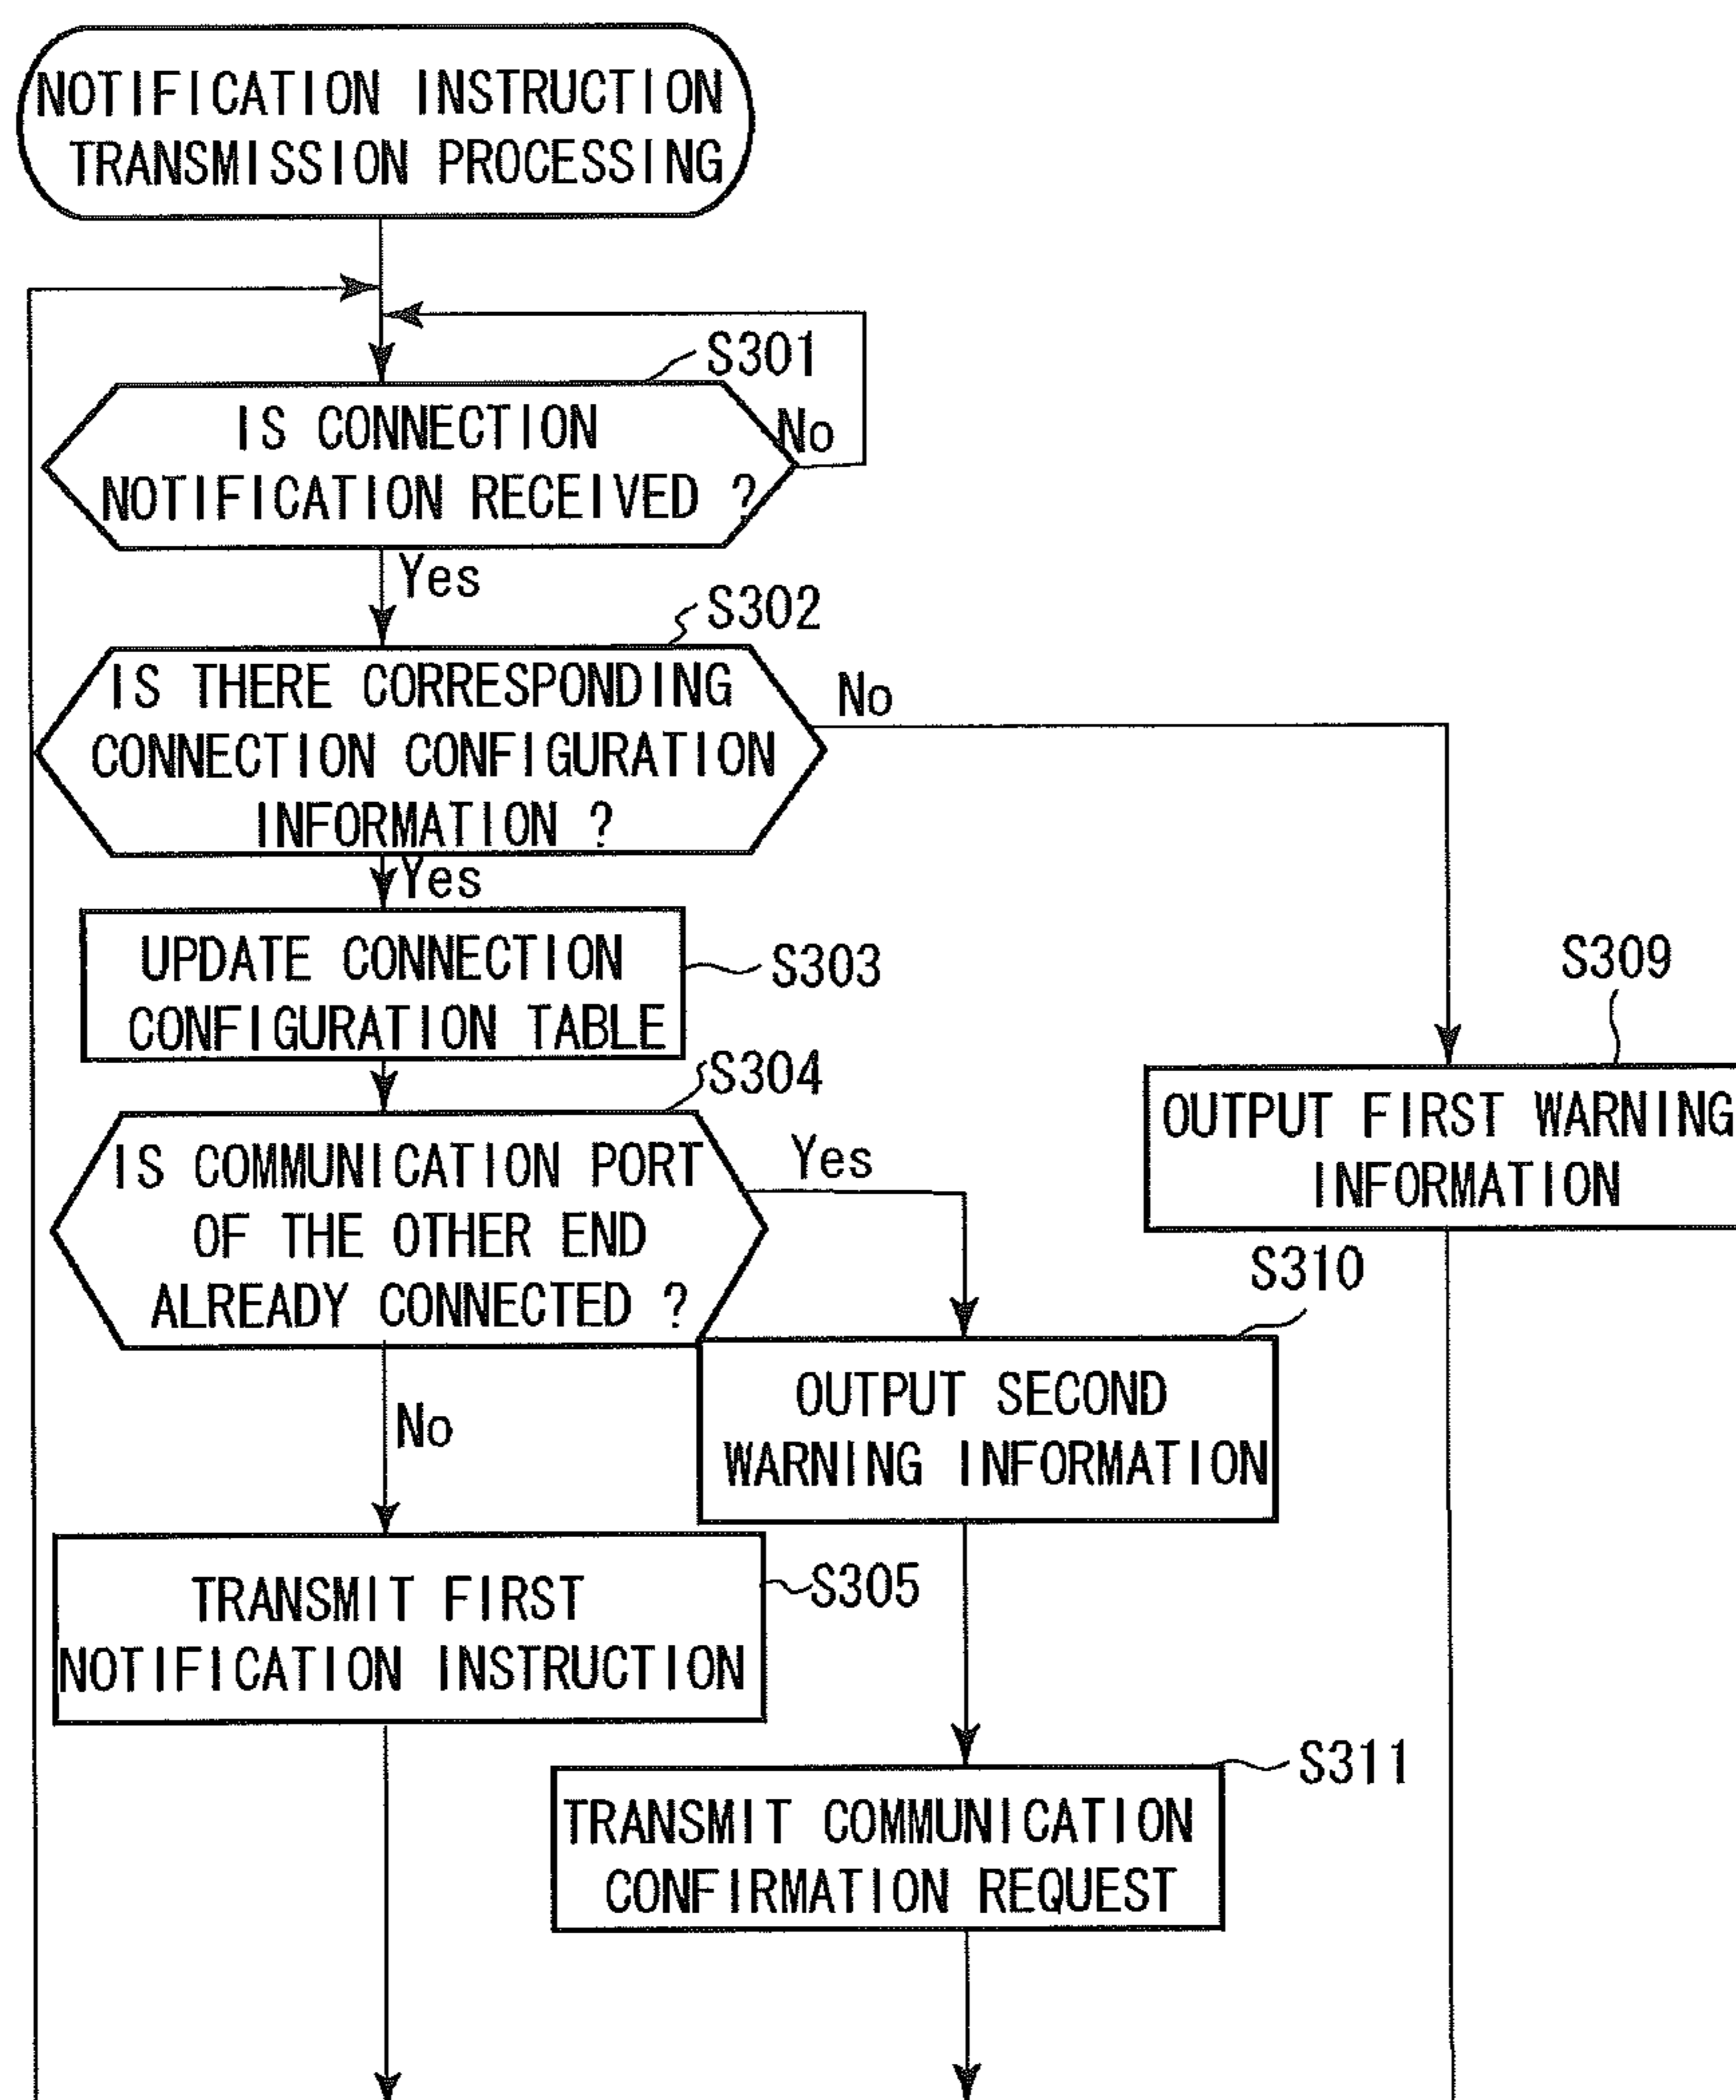 NOTIFICATION INSTRUCTION
TRANSMISSION PROCESSING
S301
IS CONNECTION
NOTIFICATION RECEIVED ?
No
Yes
S302
IS THERE CORRESPONDING
CONNECTION CONFIGURATION
INFORMATION ?
No
Yes
UPDATE CONNECTION
CONFIGURATION TABLE
S303
S309
OUTPUT FIRST WARNING
INFORMATION
S304
IS COMMUNICATION PORT
OF THE OTHER END
ALREADY CONNECTED ?
Yes
S310
OUTPUT SECOND
WARNING INFORMATION
No
TRANSMIT FIRST
NOTIFICATION INSTRUCTION
S305
S311
TRANSMIT COMMUNICATION
CONFIRMATION REQUEST